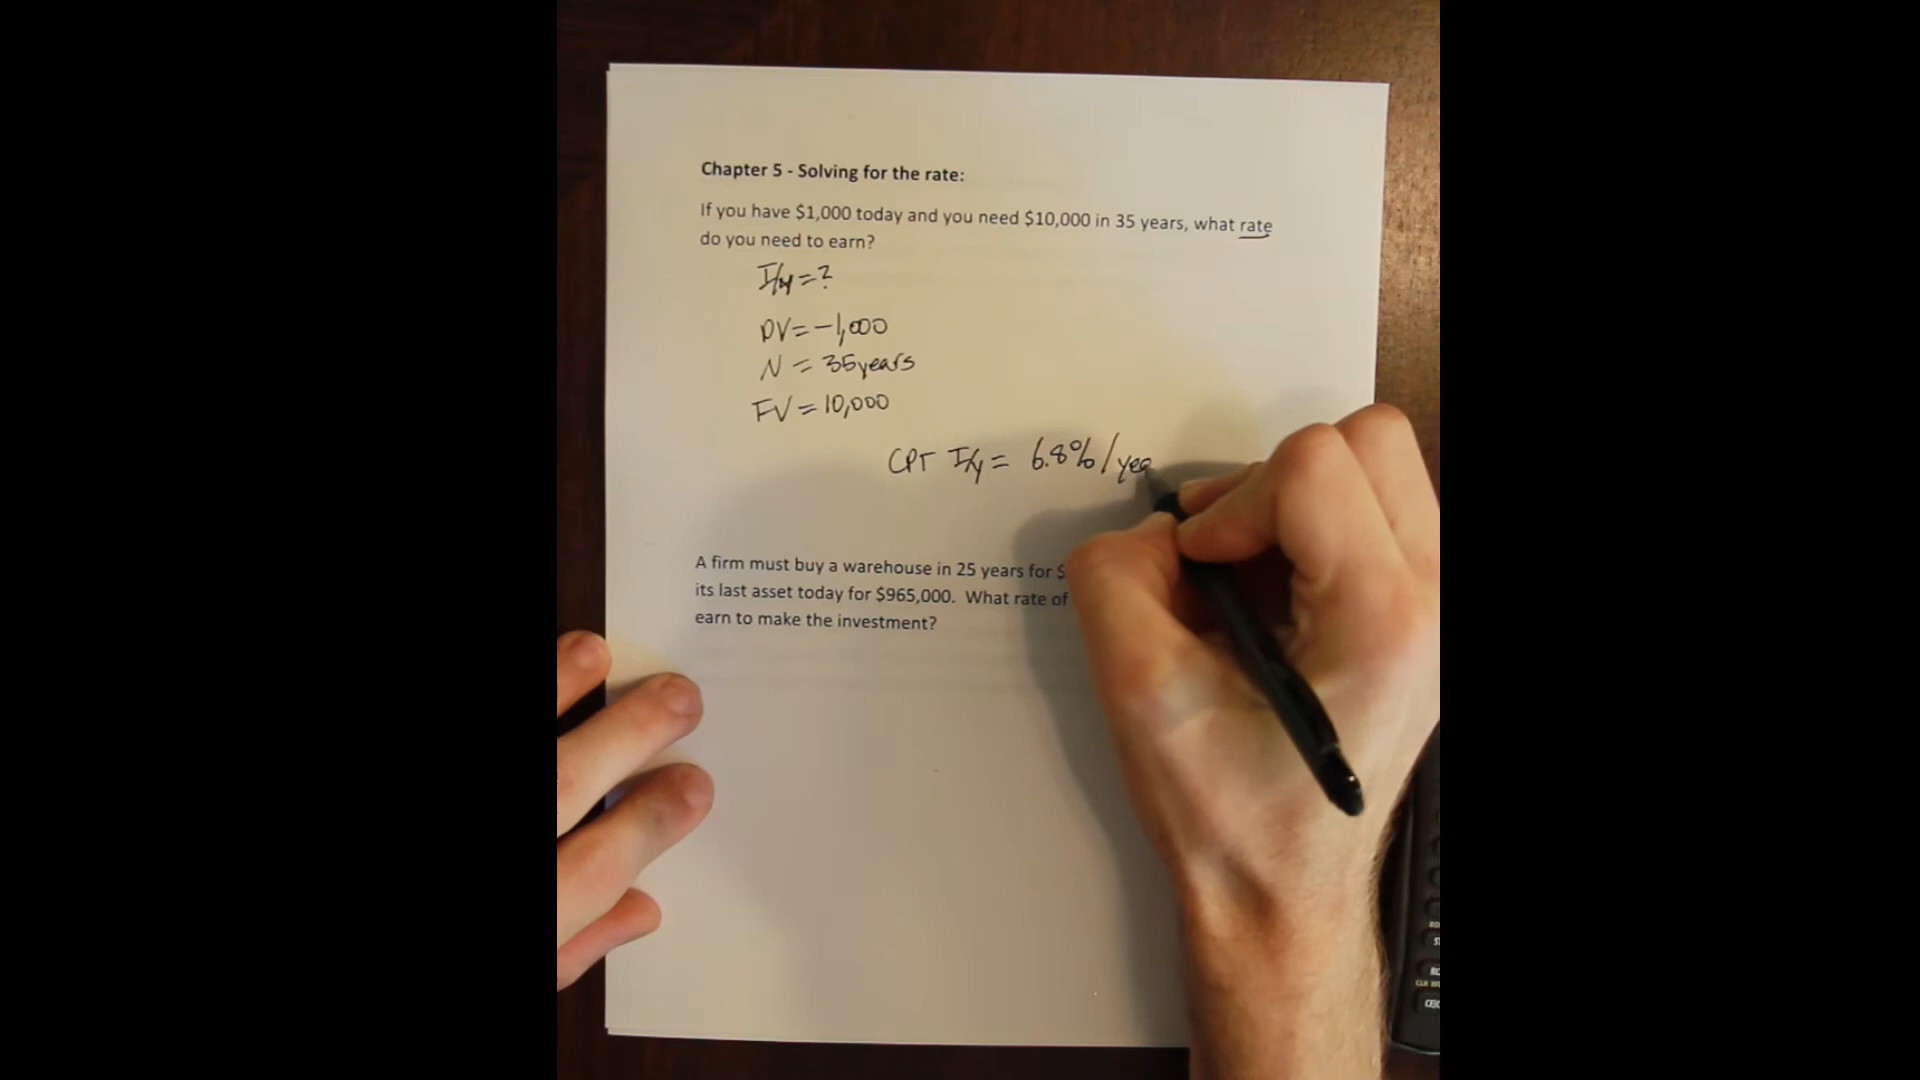 Chapter 5 - Solving for the rate:
If you have $1,000 today and you need $10,000 in 35 years, what rate
do you need to earn?
I/Y = ?
PV = -1,000
N = 35 years
FV = 10,000
CPT I/Y = 6.8% / yea
A firm must buy a warehouse in 25 years for $
its last asset today for $965,000. What rate of
earn to make the investment?